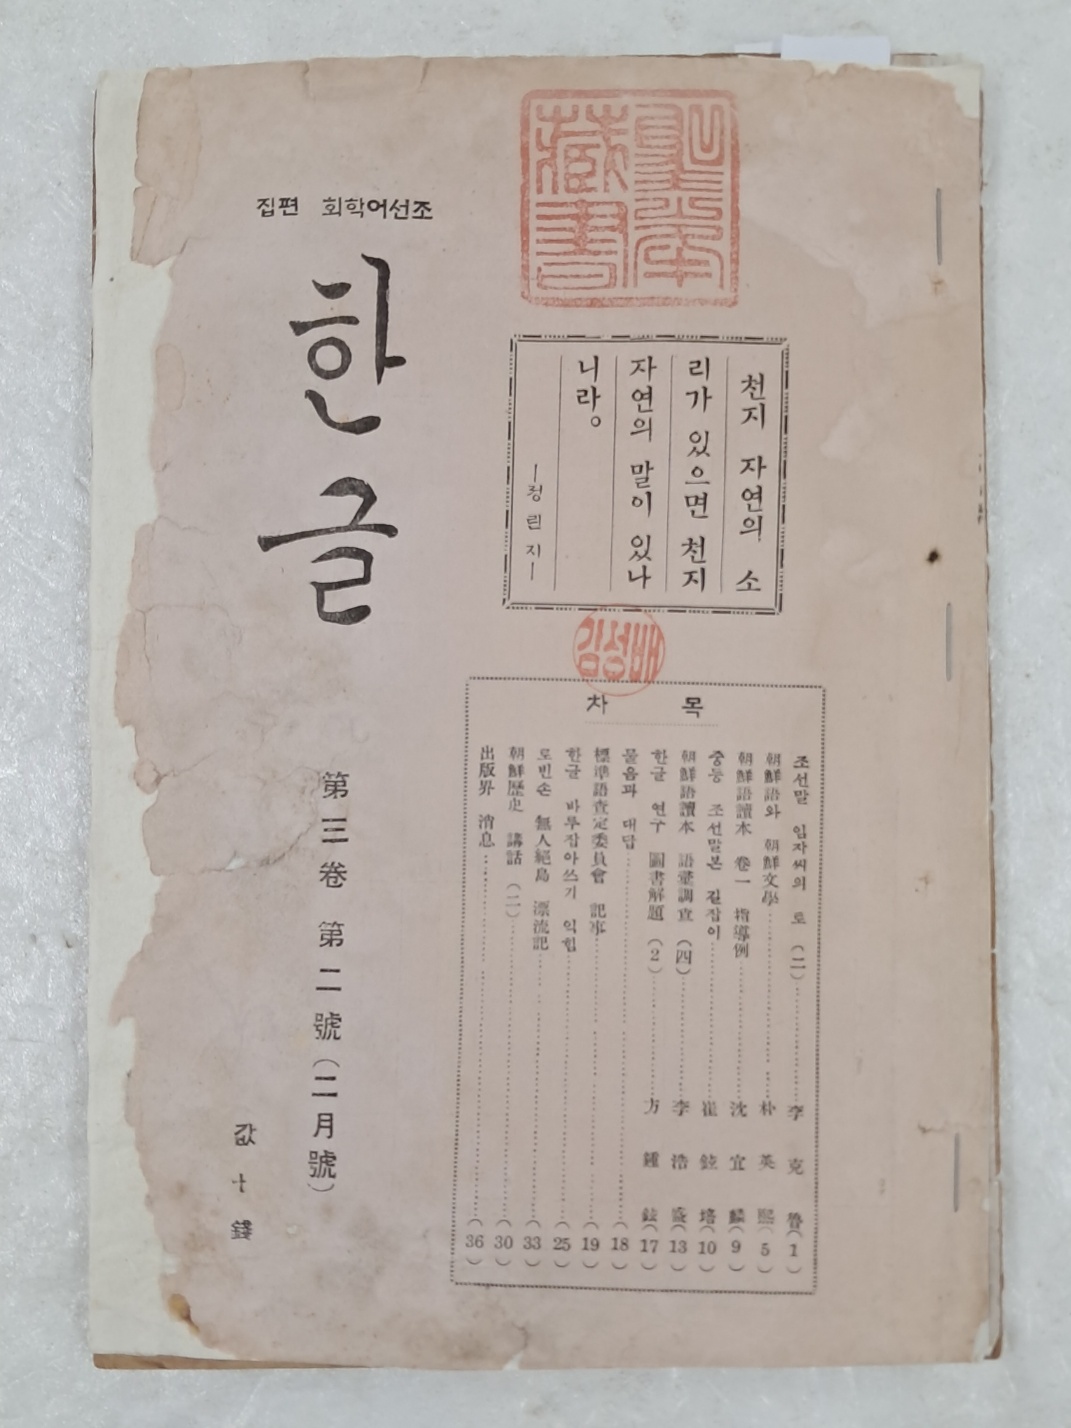 조선어학회 편집
한글
第三卷 第二號 (二月號)
값 十 錢
천지 자연의 소
리가 있으면 천지
자연의 말이 있나
니라。
—정린지—
藏書
김성배
목 차
조선말 임자씨의 토 (二)‥‥李 克 魯 (1)
朝鮮語와 朝鮮文學‥‥朴 英 熙 (5)
朝鮮語讀本 卷一 指導例‥‥沈 宜 麟 (9)
중등 조선말본 길잡이‥‥崔 鉉 培 (10)
朝鮮語讀本 語彙調査 (四)‥‥李 浩 盛 (13)
한글 연구 圖書解題 (2)‥‥方 鍾 鉉 (17)
물음과 대답‥‥(18)
標準語査定委員會 記事‥‥(19)
한글 바루잡아쓰기 익힘‥‥(25)
로빈손 無人絕島 漂流記‥‥(33)
朝鮮歷史 講話 (二)‥‥(30)
出版界 消息‥‥(36)